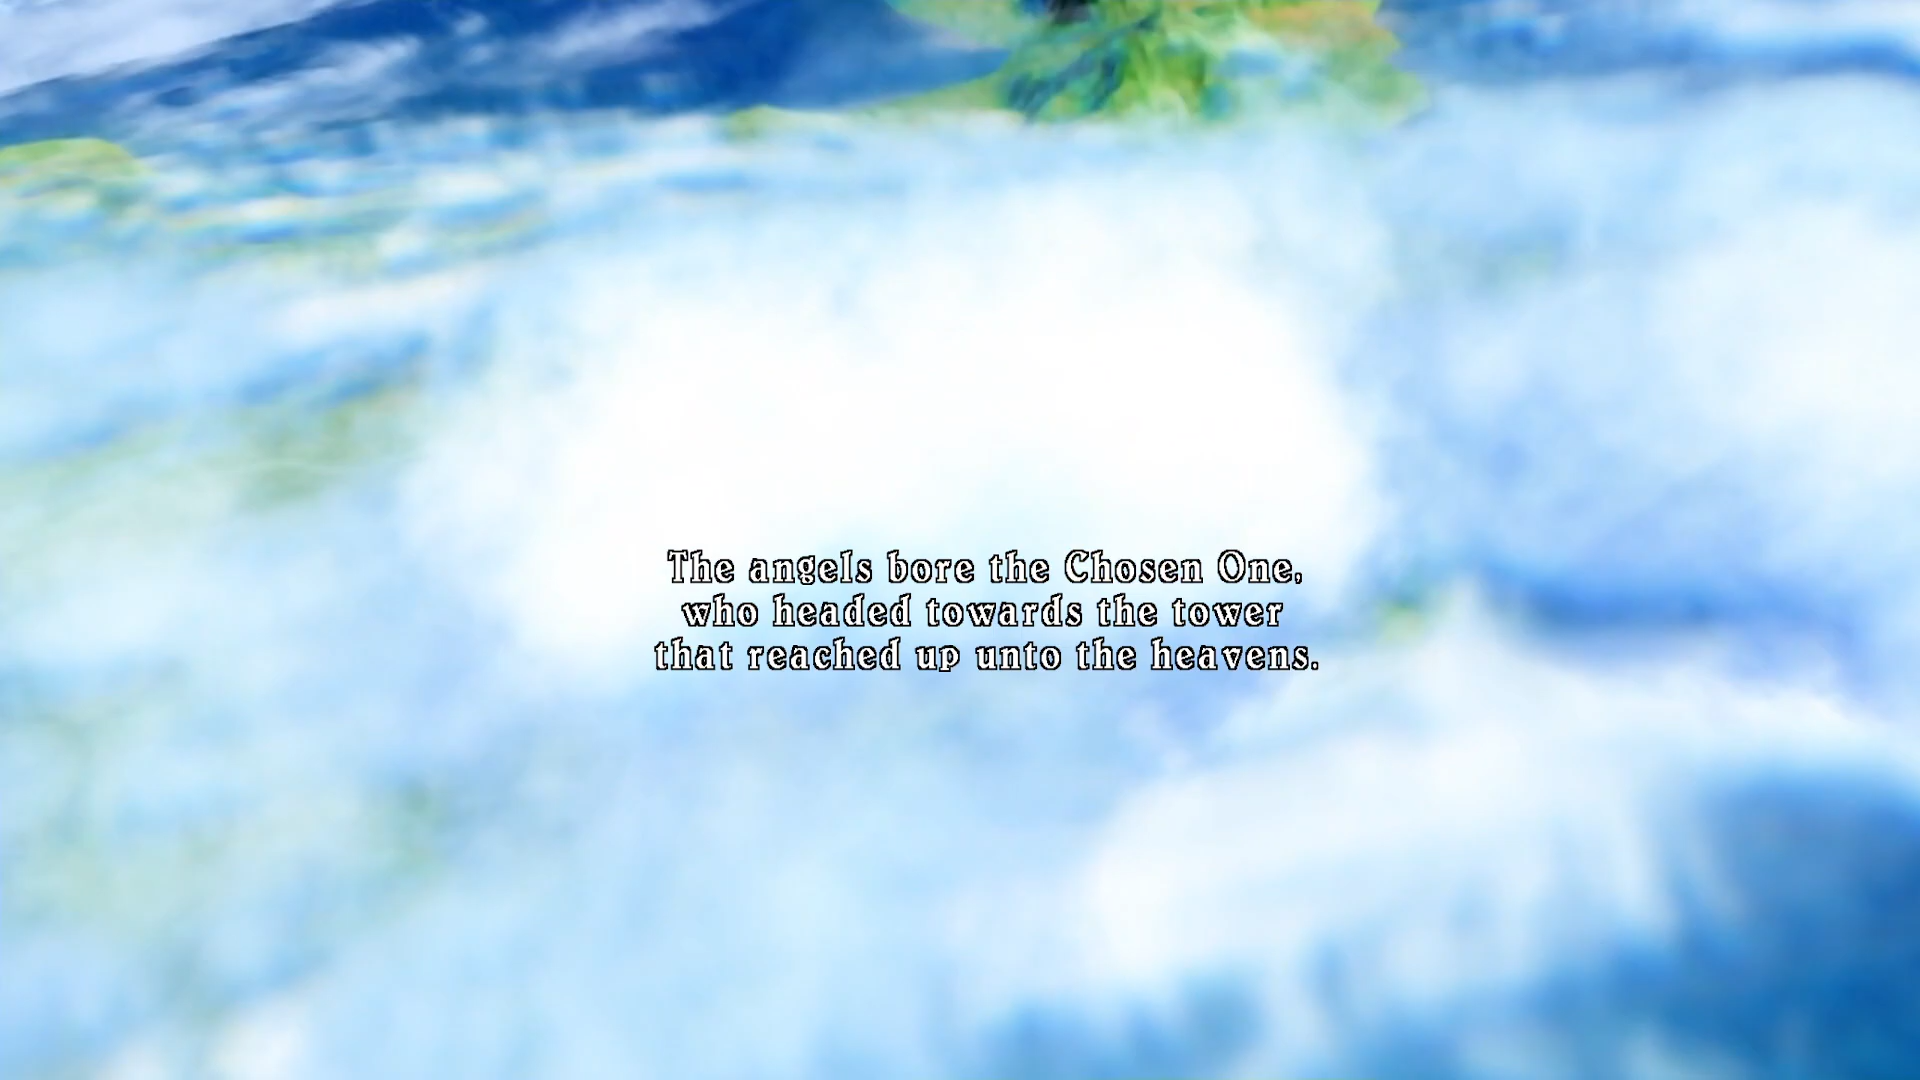 The angels bore the Chosen One,
who headed towards the tower
that reached up unto the heavens.